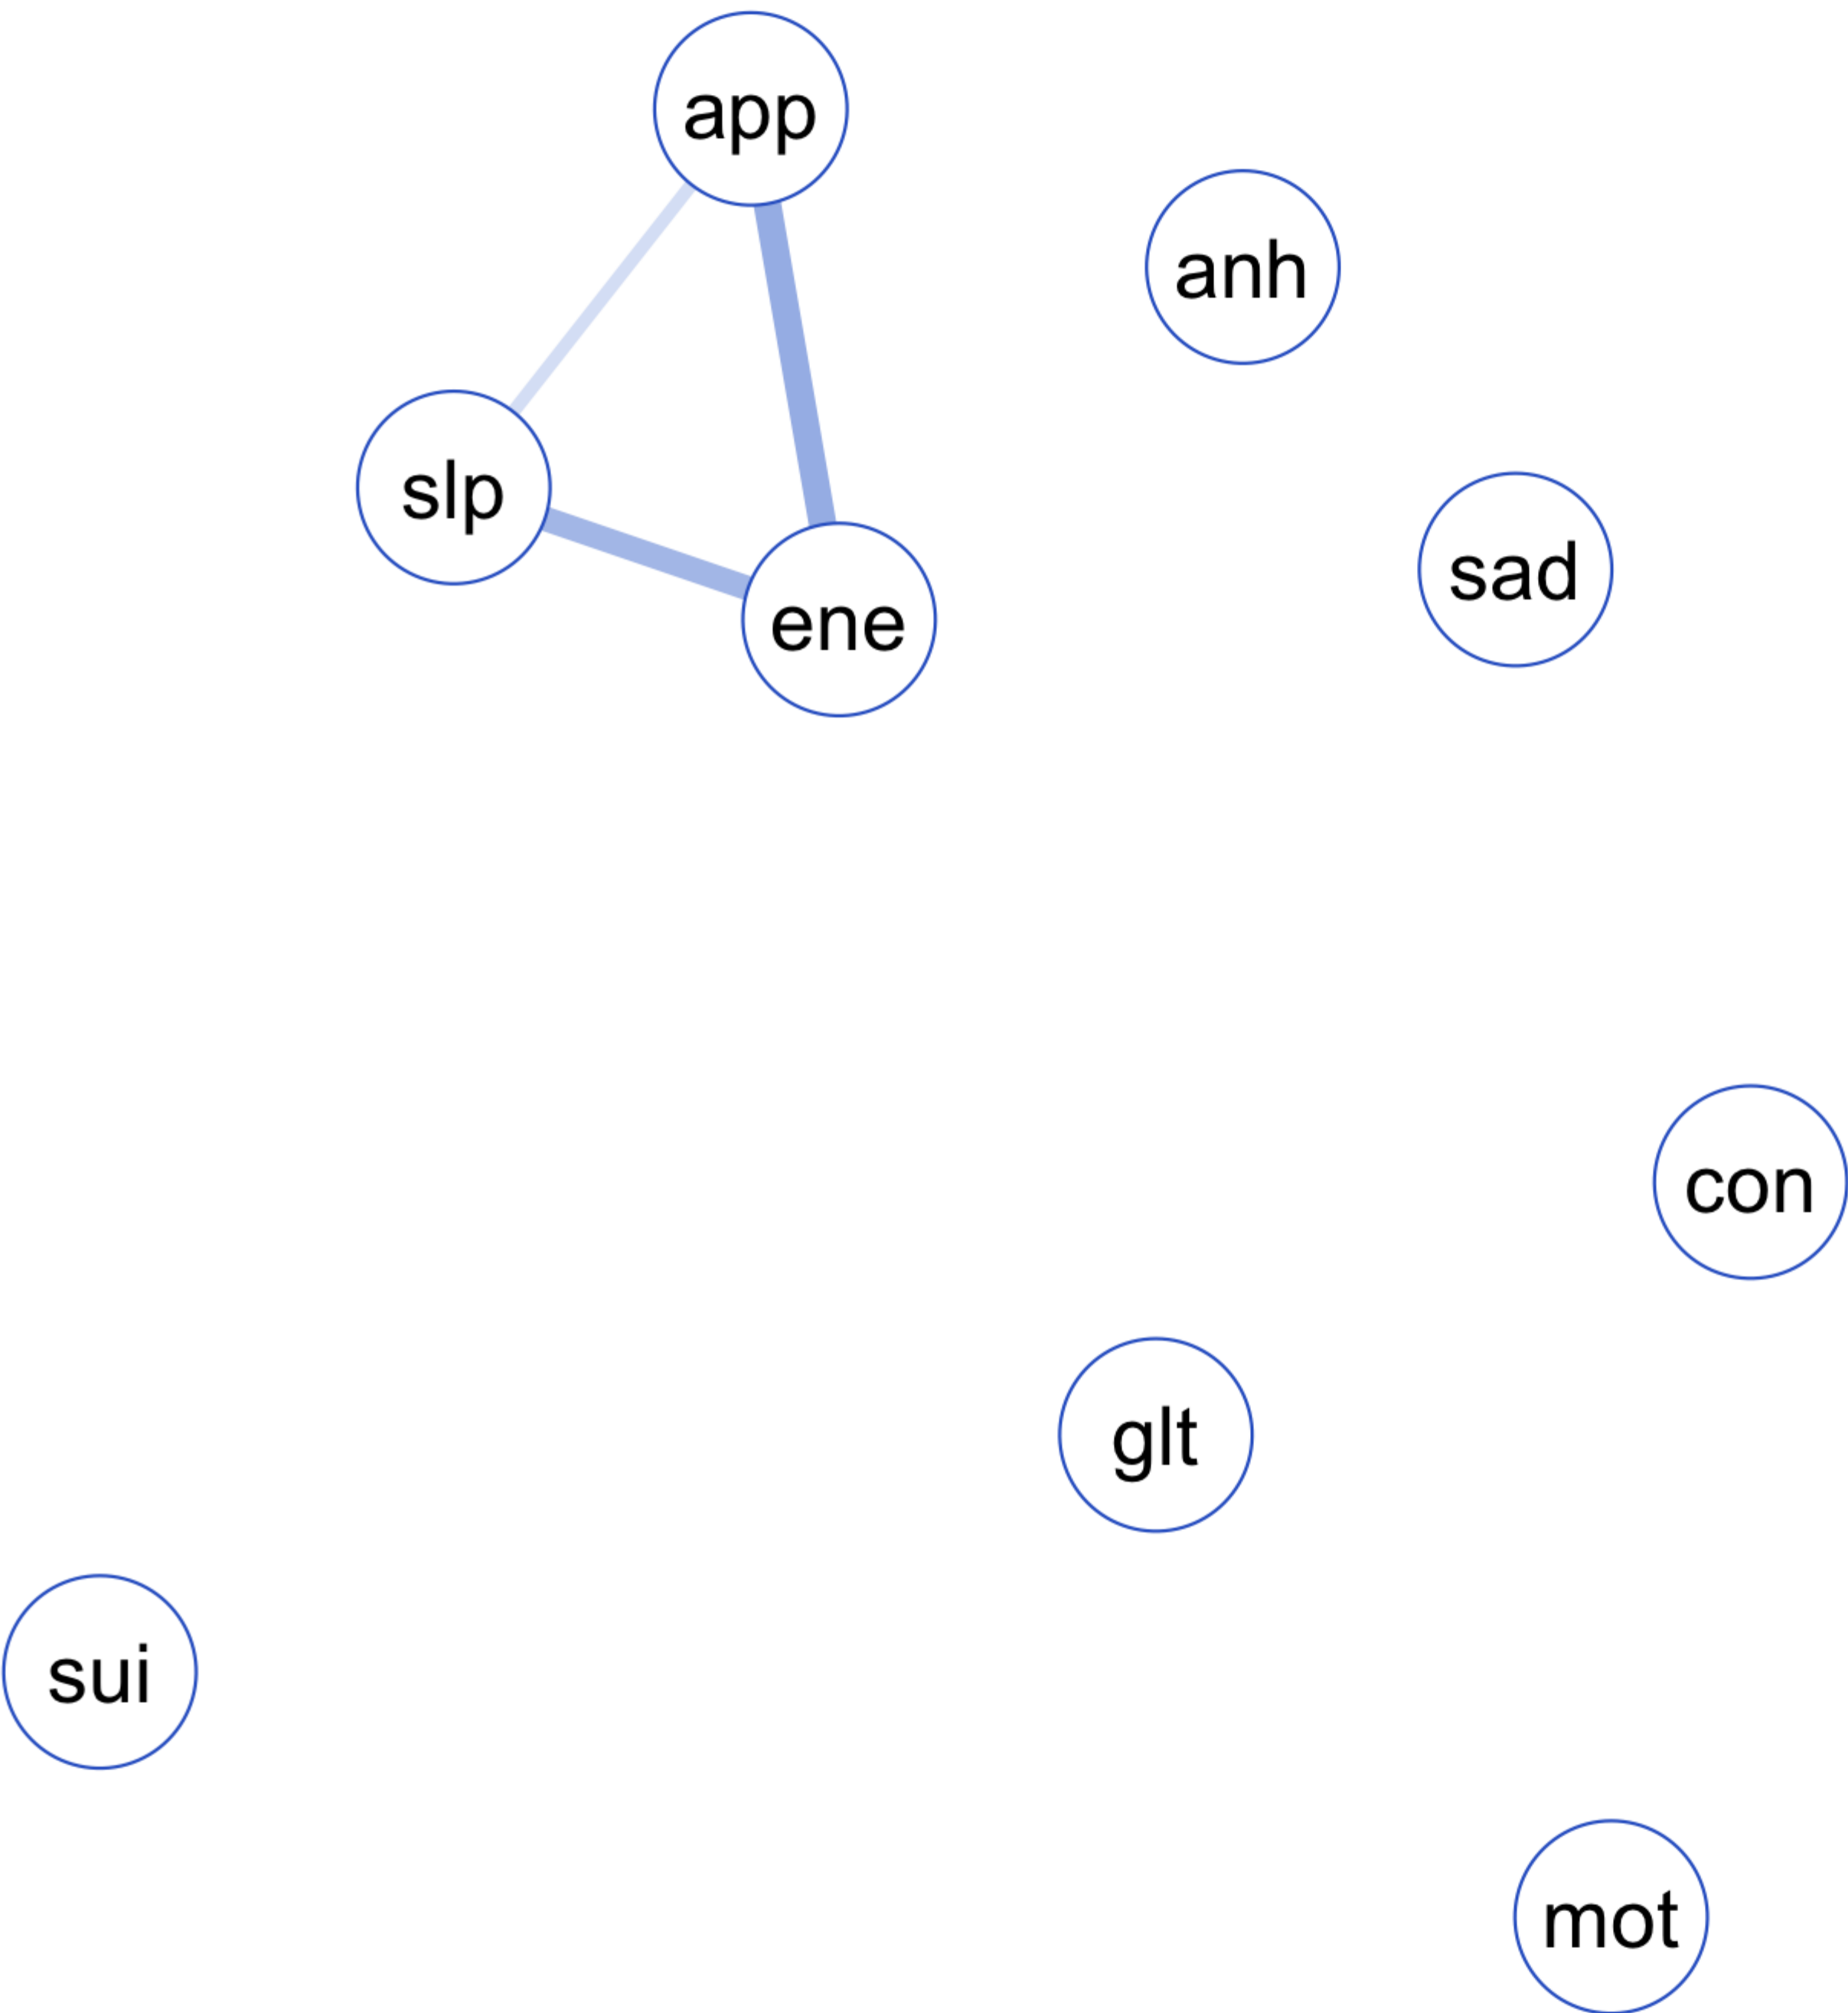 app
anh
slp
sad
ene
con
glt
sui
mot